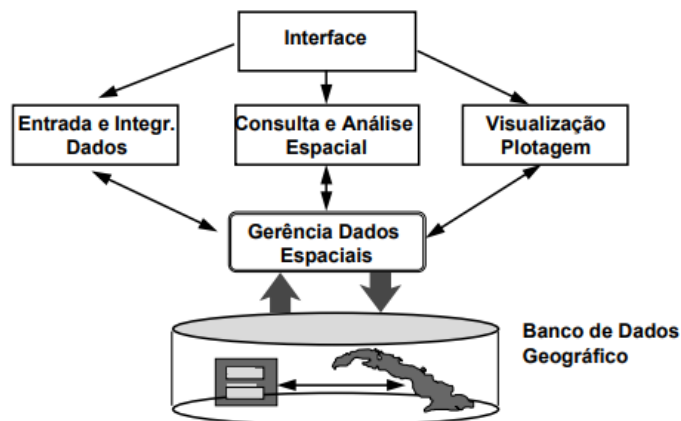 Interface
Entrada e Integr.
Dados
Consulta e Análise
Espacial
Visualização
Plotagem
Gerência Dados
Espaciais
Banco de Dados
Geográfico